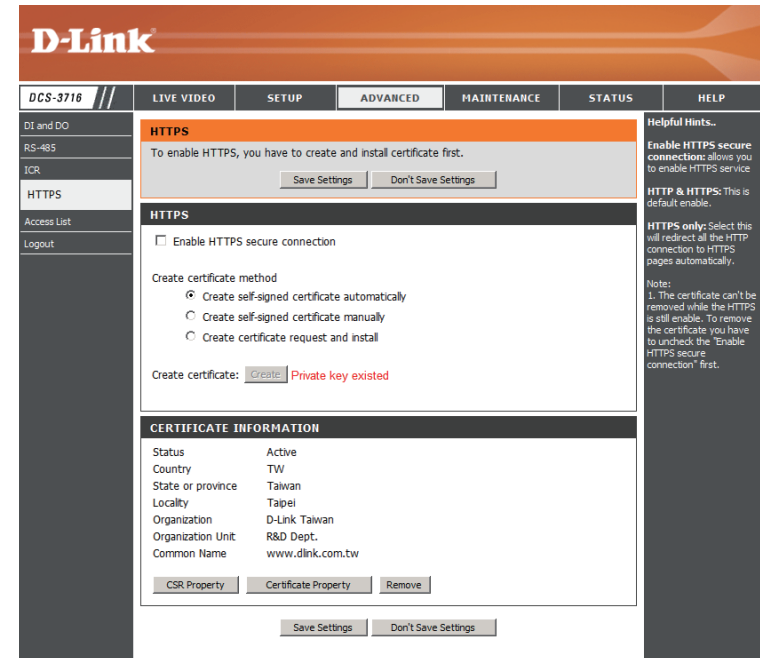 D-Link
DCS-3716
LIVE VIDEO
SETUP
ADVANCED
MAINTENANCE
STATUS
HELP
DI and DO
RS-485
ICR
HTTPS
Access List
Logout
HTTPS
To enable HTTPS, you have to create and install certificate first.
Save Settings
Don't Save Settings
HTTPS
Enable HTTPS secure connection
Create certificate method
Create self-signed certificate automatically
Create self-signed certificate manually
Create certificate request and install
Create certificate: Create Private key existed
CERTIFICATE INFORMATION
Status Active
Country TW
State or province Taiwan
Locality Taipei
Organization D-Link Taiwan
Organization Unit R&D Dept.
Common Name www.dlink.com.tw
CSR Property
Certificate Property
Remove
Save Settings
Don't Save Settings
Helpful Hints..
Enable HTTPS secure
connection: allows you
to enable HTTPS service
HTTP & HTTPS: This is
default enable.
HTTPS only: Select this
will redirect all the HTTP
connection to HTTPS
pages automatically.
Note:
1. The certificate can't be
removed while the HTTPS
is still enable. To remove
the certificate you have
to uncheck the "Enable
HTTPS secure
connection" first.